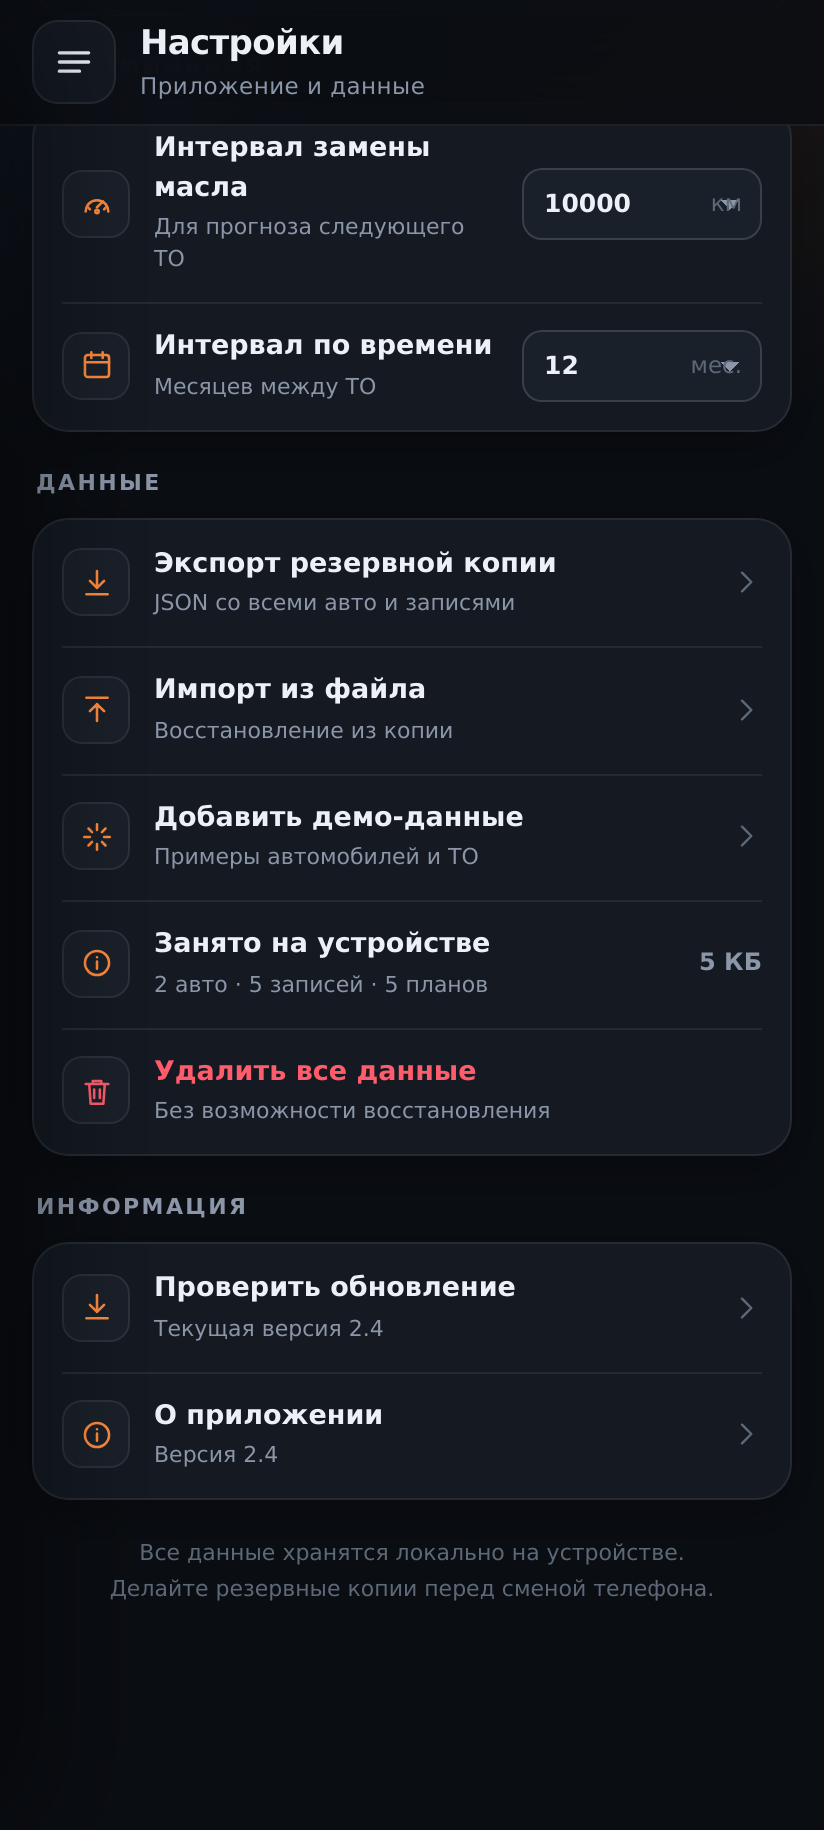 Настройки
Приложение и данные
Интервал замены
масла
Для прогноза следующего
ТО
10000 км
Интервал по времени
Месяцев между ТО
12 мес.
ДАННЫЕ
Экспорт резервной копии
JSON со всеми авто и записями
Импорт из файла
Восстановление из копии
Добавить демо-данные
Примеры автомобилей и ТО
Занято на устройстве
2 авто · 5 записей · 5 планов
5 КБ
Удалить все данные
Без возможности восстановления
ИНФОРМАЦИЯ
Проверить обновление
Текущая версия 2.4
О приложении
Версия 2.4
Все данные хранятся локально на устройстве.
Делайте резервные копии перед сменой телефона.